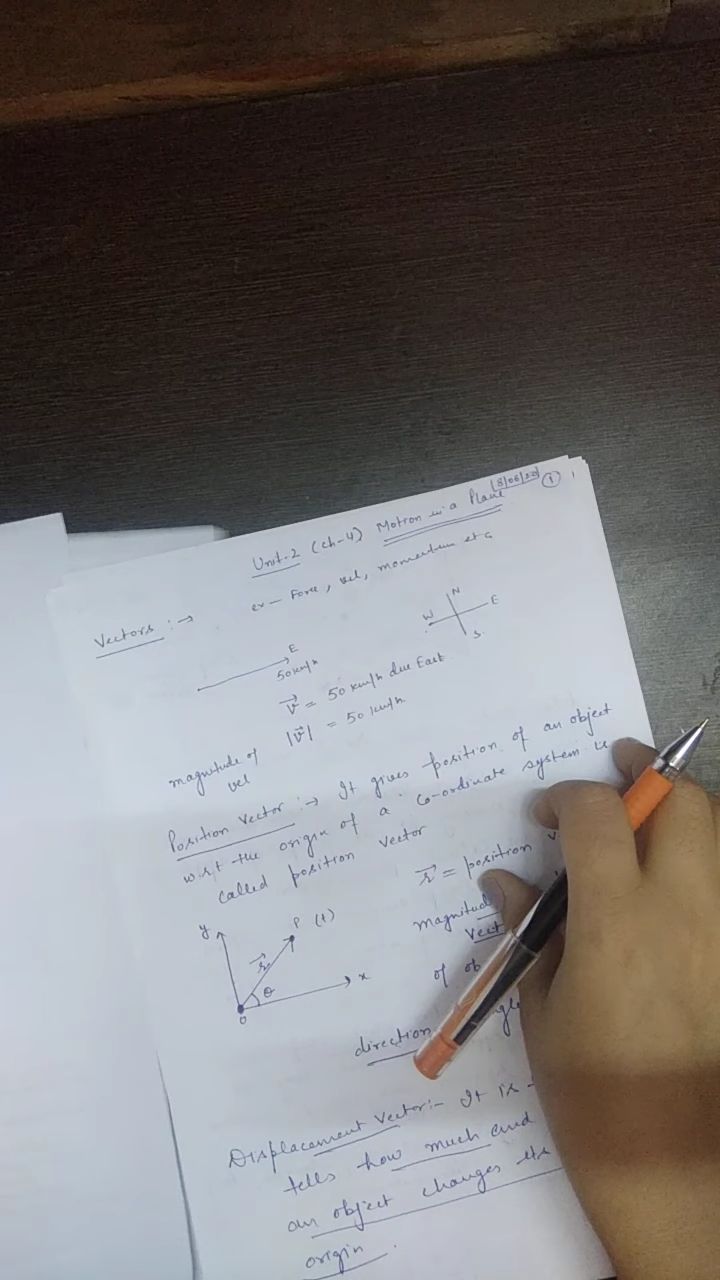 18/06/20 1
Unit-2 (ch-4) Motion in a Plane
Vectors :→ ex- Force, vel, momentum etc
E
50 km/h
N
W E
S
v = 50 km/h due East
magnitude of vel |v| = 50 km/h
Position Vector :→ It gives position of an object
w.r.t the origin of a co-ordinate system is
called position vector
y P (t)
r
θ x
O
r = position
magnitude
Vect
of ob
direction
Displacement Vector:- It is
tells how much and
an object changes its
origin.